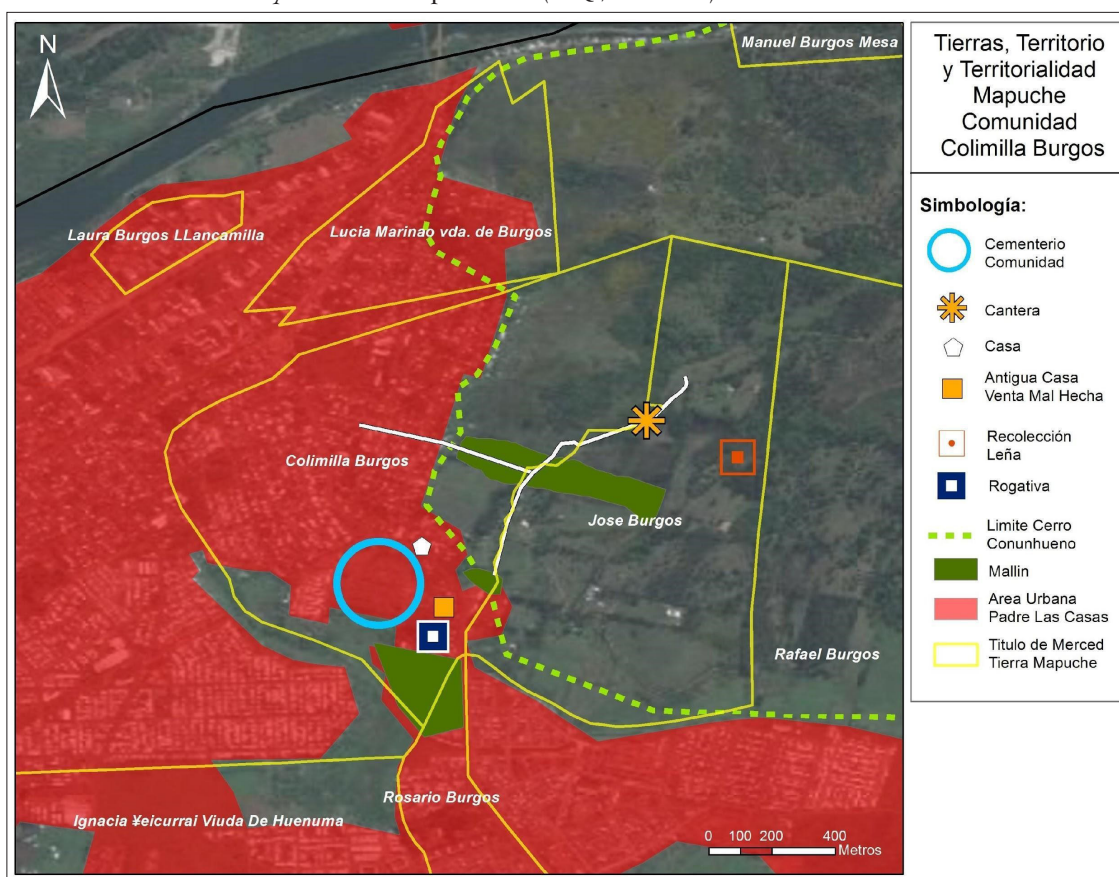 N
Manuel Burgos Mesa
Laura Burgos LLancamilla
Lucia Marinao vda. de Burgos
Colimilla Burgos
Jose Burgos
Rafael Burgos
Rosario Burgos
Ignacia ¥eicurrai Viuda De Huenuma
0 100 200 400
Metros
Tierras, Territorio
y Territorialidad
Mapuche
Comunidad
Colimilla Burgos
Simbología:
Cementerio
Comunidad
Cantera
Casa
Antigua Casa
Venta Mal Hecha
Recolección
Leña
Rogativa
Limite Cerro
Conunhueno
Mallin
Area Urbana
Padre Las Casas
Titulo de Merced
Tierra Mapuche